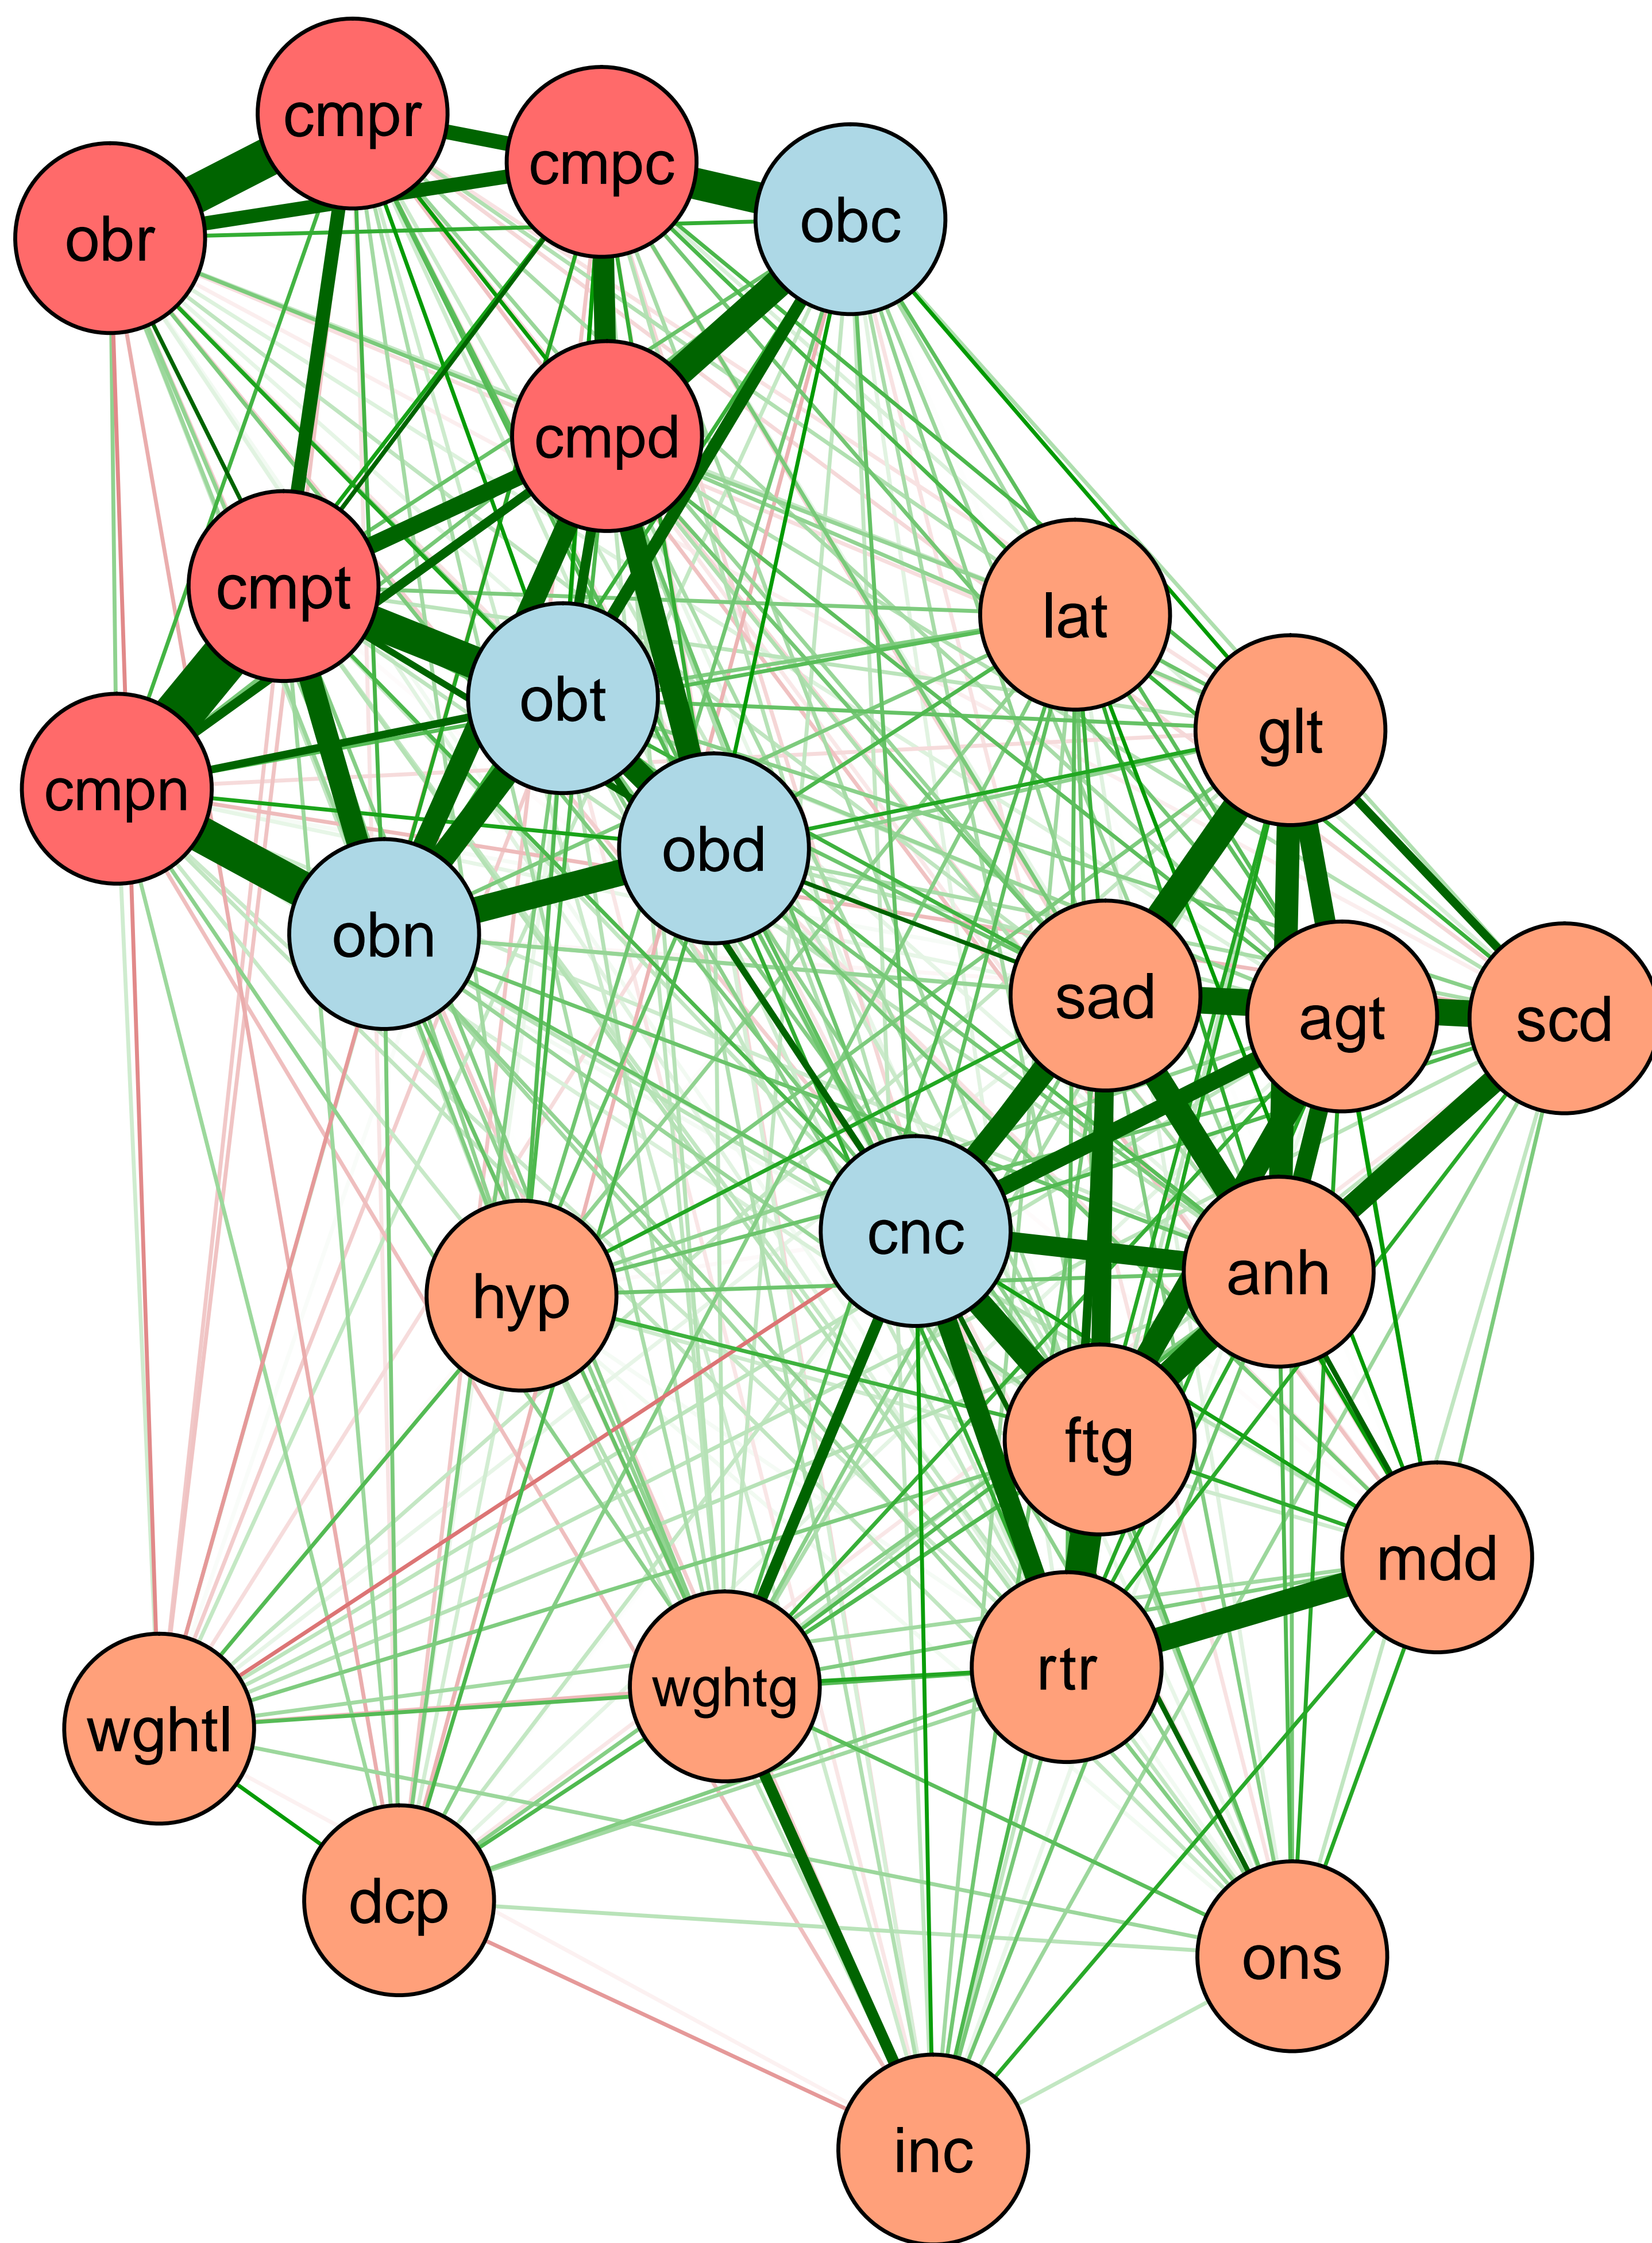 cmpr
cmpc
obc
obr
cmpd
cmpt
lat
obt
glt
cmpn
obd
obn
sad
agt
scd
cnc
anh
hyp
ftg
mdd
rtr
wghtg
wghtl
dcp
ons
inc